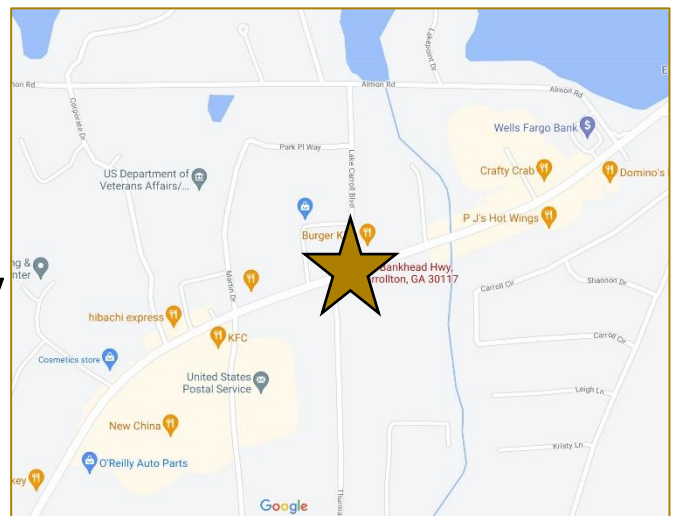 Almon Rd
Almon Rd
Lakepoint Dr
Corporate Dr
Wells Fargo Bank
Park Pl Way
Lake Carroll Blvd
US Department of
Veterans Affairs/...
Crafty Crab
Domino's
P J's Hot Wings
Burger K
Bankhead Hwy,
rrollton, GA 30117
Martin Dr
Carroll Cir
Shannon Dr
hibachi express
KFC
Carroll Cir
Cosmetics store
United States
Postal Service
Leigh Ln
New China
Kristy Ln
O'Reilly Auto Parts
Google